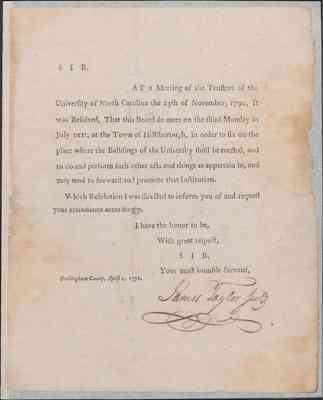 S I R,
AT a Meeting of the Trustees of the
University of North Carolina the 25th of November, 1790, It
was Resolved, That this Board do meet on the third Monday in
July next, at the Town of Hillsborough, in order to fix on the
place where the Buildings of the University shall be erected, and
to do and perform such other acts and things as appertain to, and
may tend to forward and promote that Institution.
Which Resolution I was directed to inform you of and request
your attendance accordingly.
I have the honor to be,
With great respect,
S I R,
Your most humble Servant,
Rockingham County, April 1791.
James Taylor